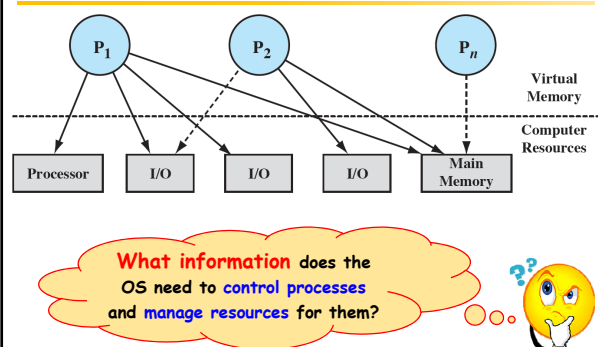 P1 P2 Pn
Virtual
Memory
Computer
Resources
Processor I/O I/O I/O Main
Memory
What information does the
OS need to control processes
and manage resources for them?
??